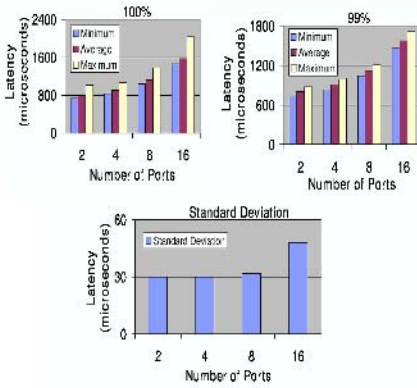 100%
Latency
(microseconds)
2400
1600
800
0
Minimum
Average
Maximum
2 4 8 16
Number of Ports
99%
Latency
(microseconds)
1800
1200
600
0
Minimum
Average
Maximum
2 4 8 16
Number of Ports
Standard Deviation
Latency
(microseconds)
60
30
0
Standard Deviation
2 4 8 16
Number of Ports